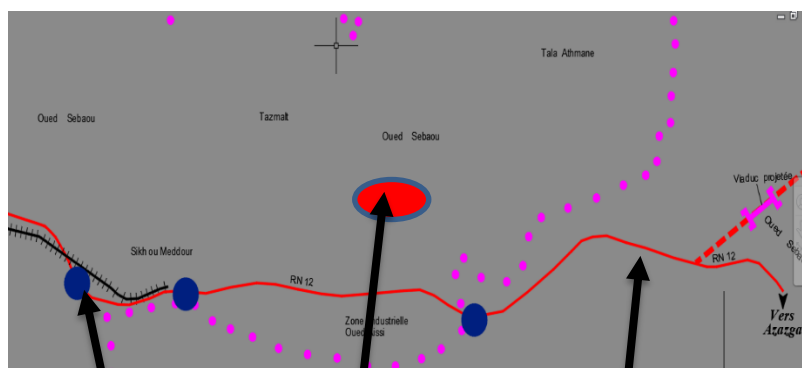 Tala Athmane
Oued Sebaou
Tazmalt
Oued Sebaou
Viaduc projetée
Oued Seba
Sikh ou Meddour
RN 12
RN 12
Zone Industrielle
Vers
Azazga